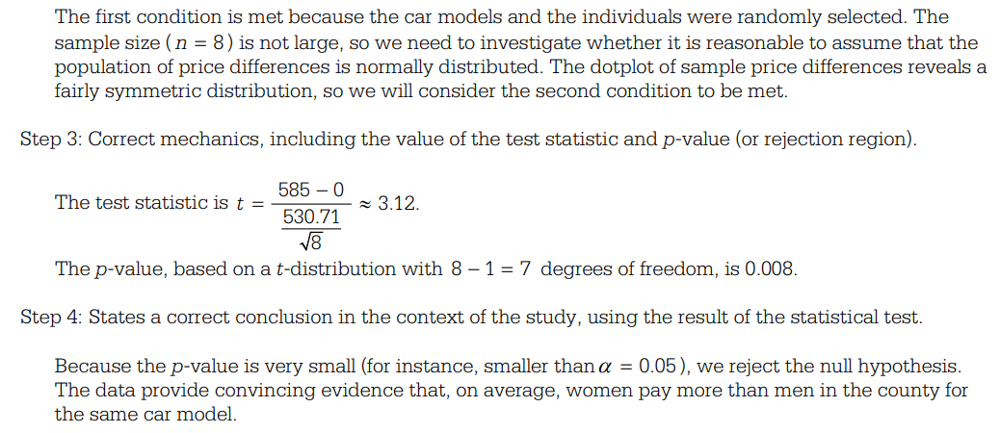 The first condition is met because the car models and the individuals were randomly selected. The
sample size (n = 8) is not large, so we need to investigate whether it is reasonable to assume that the
population of price differences is normally distributed. The dotplot of sample price differences reveals a
fairly symmetric distribution, so we will consider the second condition to be met.
Step 3: Correct mechanics, including the value of the test statistic and p-value (or rejection region).
585 – 0
The test statistic is t = ≈ 3.12.
530.71
√8
The p-value, based on a t-distribution with 8 – 1 = 7 degrees of freedom, is 0.008.
Step 4: States a correct conclusion in the context of the study, using the result of the statistical test.
Because the p-value is very small (for instance, smaller than α = 0.05), we reject the null hypothesis.
The data provide convincing evidence that, on average, women pay more than men in the county for
the same car model.